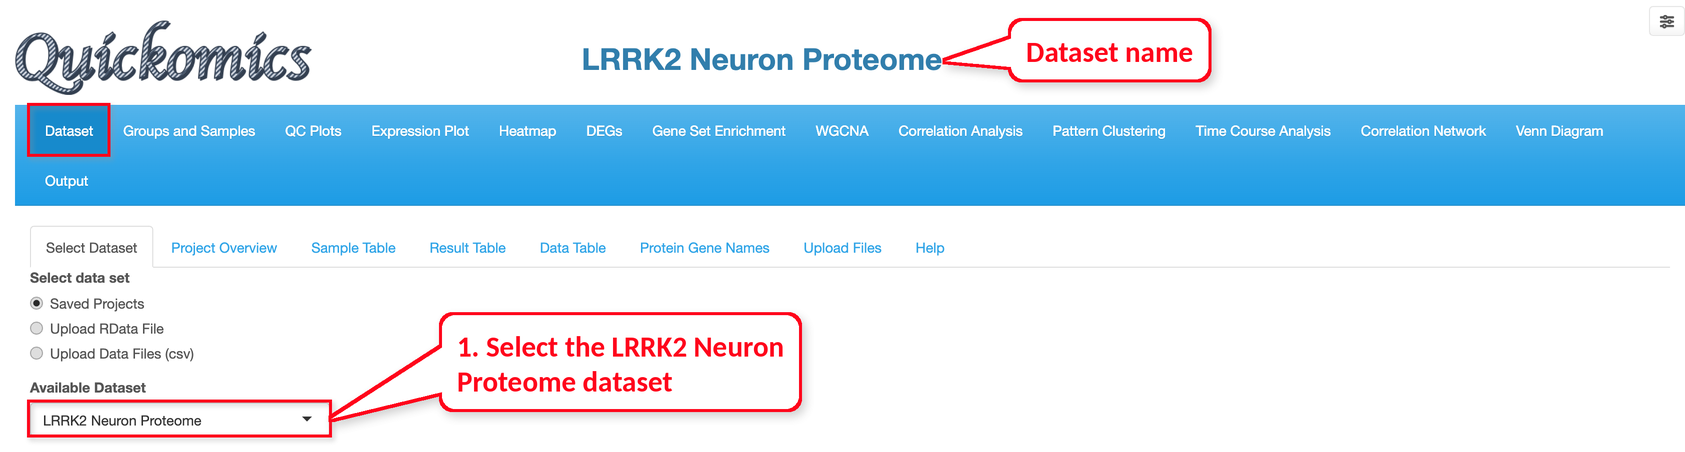 Quickomics
LRRK2 Neuron Proteome
Dataset name
Dataset
Groups and Samples
QC Plots
Expression Plot
Heatmap
DEGs
Gene Set Enrichment
WGCNA
Correlation Analysis
Pattern Clustering
Time Course Analysis
Correlation Network
Venn Diagram
Output
Select Dataset
Project Overview
Sample Table
Result Table
Data Table
Protein Gene Names
Upload Files
Help
Select data set
Saved Projects
Upload RData File
Upload Data Files (csv)
1. Select the LRRK2 Neuron
Proteome dataset
Available Dataset
LRRK2 Neuron Proteome